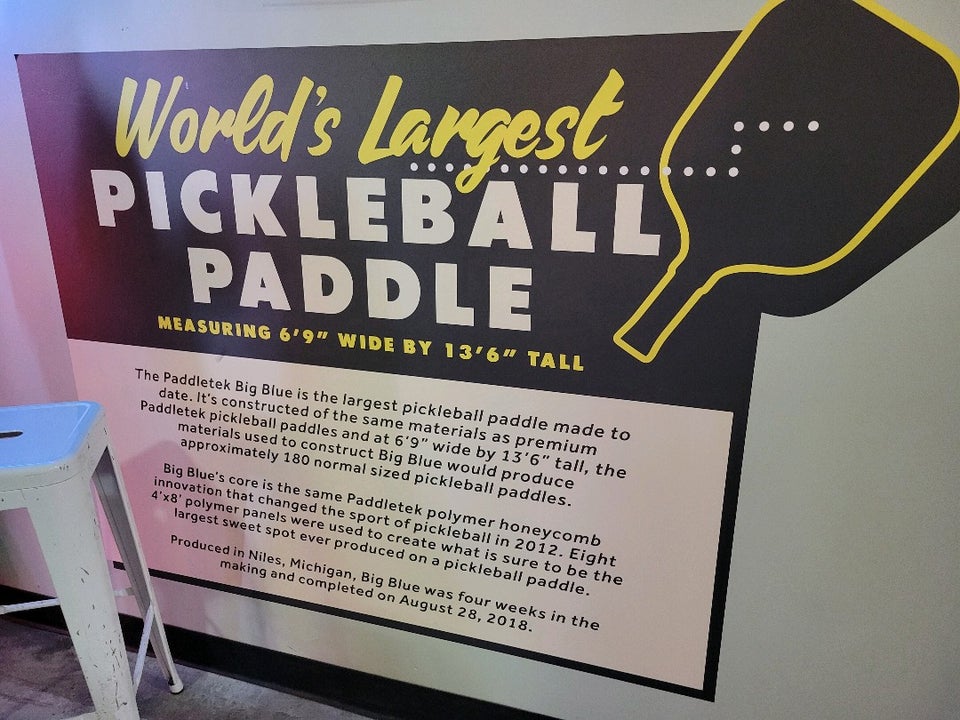 World's Largest
PICKLEBALL
PADDLE
MEASURING 6'9" WIDE BY 13'6" TALL
The Paddletek Big Blue is the largest pickleball paddle made to
date. It's constructed of the same materials as premium
Paddletek pickleball paddles and at 6'9" wide by 13'6" tall, the
materials used to construct Big Blue would produce
approximately 180 normal sized pickleball paddles.
Big Blue's core is the same Paddletek polymer honeycomb
innovation that changed the sport of pickleball in 2012. Eight
4'x8' polymer panels were used to create what is sure to be the
largest sweet spot ever produced on a pickleball paddle.
Produced in Niles, Michigan, Big Blue was four weeks in the
making and completed on August 28, 2018.